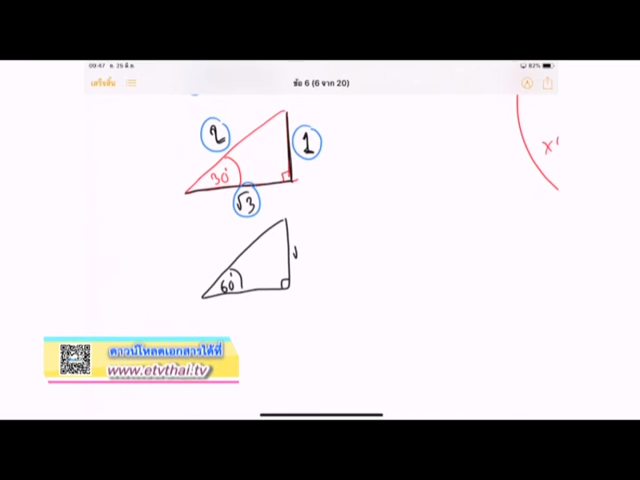 09:47 อ. 25 มี.ค.
82%
เสร็จสิ้น
ข้อ 6 (6 จาก 20)
2
1
30°
√3
x'
60°
ดาวน์โหลดเอกสารได้ที่
www.etvthai.tv